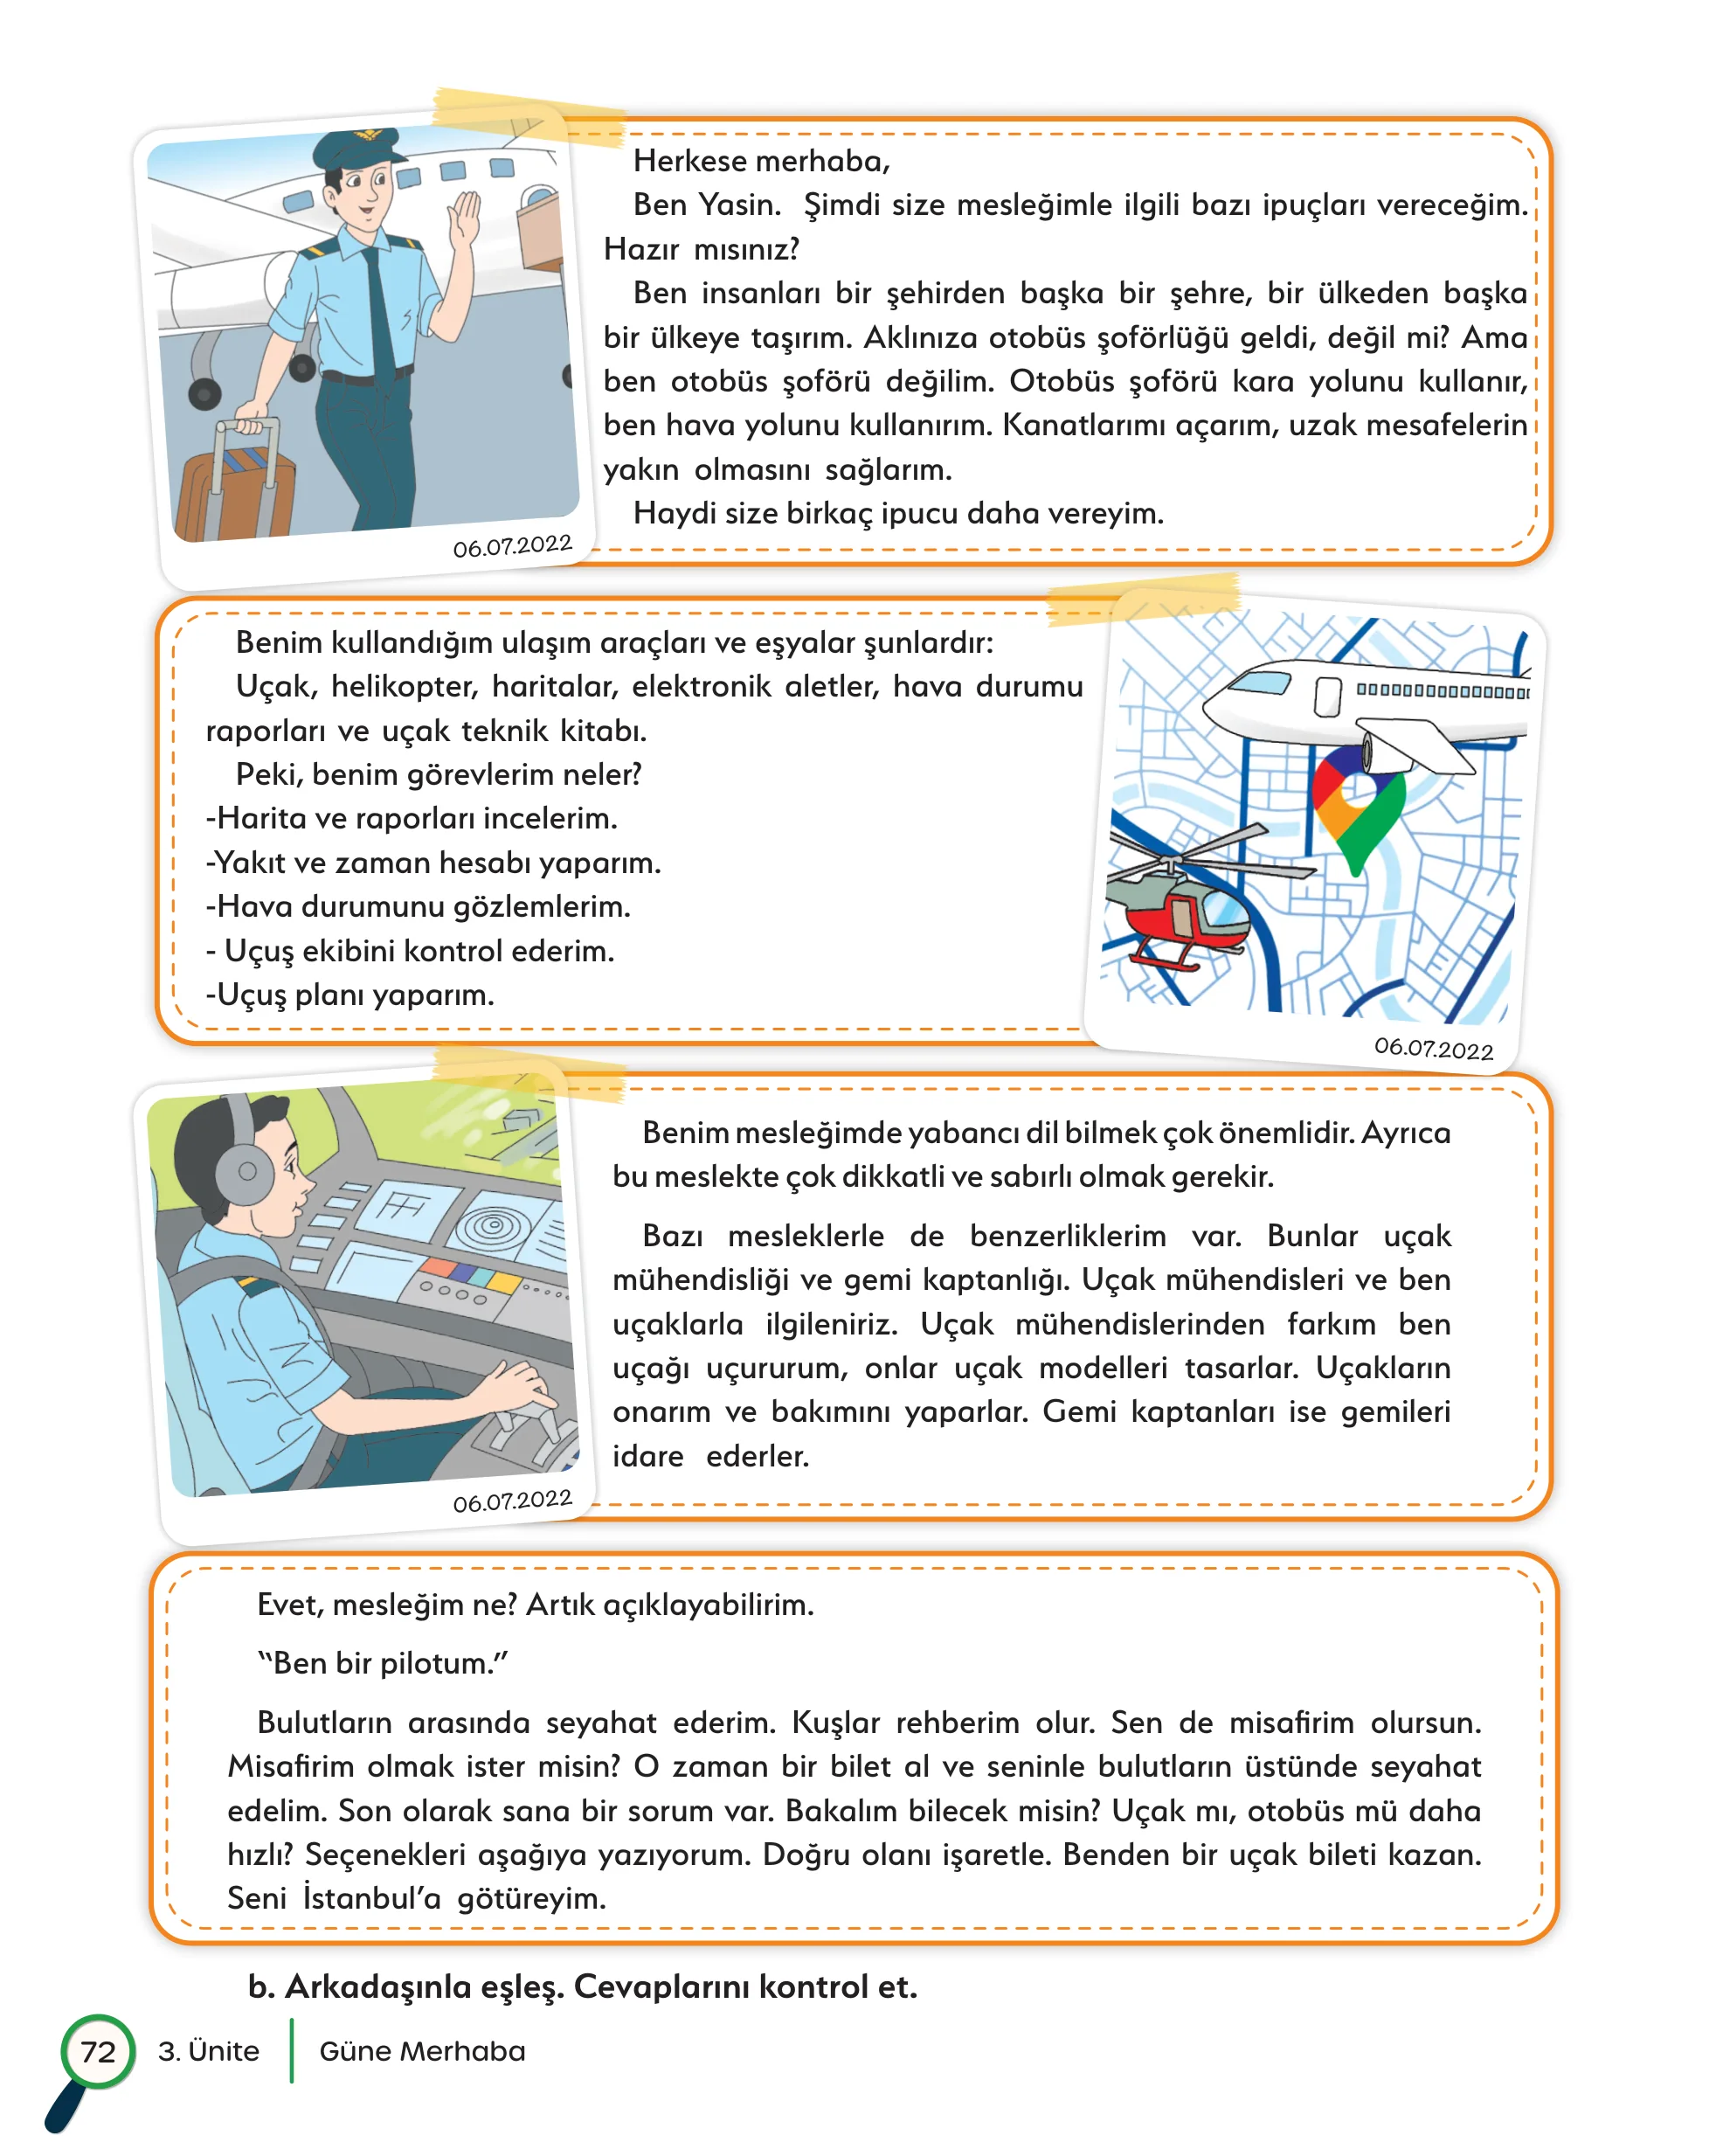 Herkese merhaba,
Ben Yasin. Şimdi size mesleğimle ilgili bazı ipuçları vereceğim.
Hazır mısınız?
Ben insanları bir şehirden başka bir şehre, bir ülkeden başka
bir ülkeye taşırım. Aklınıza otobüs şoförlüğü geldi, değil mi? Ama
ben otobüs şoförü değilim. Otobüs şoförü kara yolunu kullanır,
ben hava yolunu kullanırım. Kanatlarımı açarım, uzak mesafelerin
yakın olmasını sağlarım.
Haydi size birkaç ipucu daha vereyim.
06.07.2022
Benim kullandığım ulaşım araçları ve eşyalar şunlardır:
Uçak, helikopter, haritalar, elektronik aletler, hava durumu
raporları ve uçak teknik kitabı.
Peki, benim görevlerim neler?
-Harita ve raporları incelerim.
-Yakıt ve zaman hesabı yaparım.
-Hava durumunu gözlemlerim.
- Uçuş ekibini kontrol ederim.
-Uçuş planı yaparım.
06.07.2022
Benim mesleğimde yabancı dil bilmek çok önemlidir. Ayrıca
bu meslekte çok dikkatli ve sabırlı olmak gerekir.
Bazı mesleklerle de benzerliklerim var. Bunlar uçak
mühendisliği ve gemi kaptanlığı. Uçak mühendisleri ve ben
uçaklarla ilgileniriz. Uçak mühendislerinden farkım ben
uçağı uçururum, onlar uçak modelleri tasarlar. Uçakların
onarım ve bakımını yaparlar. Gemi kaptanları ise gemileri
idare ederler.
06.07.2022
Evet, mesleğim ne? Artık açıklayabilirim.
“Ben bir pilotum.”
Bulutların arasında seyahat ederim. Kuşlar rehberim olur. Sen de misafirim olursun.
Misafirim olmak ister misin? O zaman bir bilet al ve seninle bulutların üstünde seyahat
edelim. Son olarak sana bir sorum var. Bakalım bilecek misin? Uçak mı, otobüs mü daha
hızlı? Seçenekleri aşağıya yazıyorum. Doğru olanı işaretle. Benden bir uçak bileti kazan.
Seni İstanbul’a götüreyim.
b. Arkadaşınla eşleş. Cevaplarını kontrol et.
72 3. Ünite Güne Merhaba